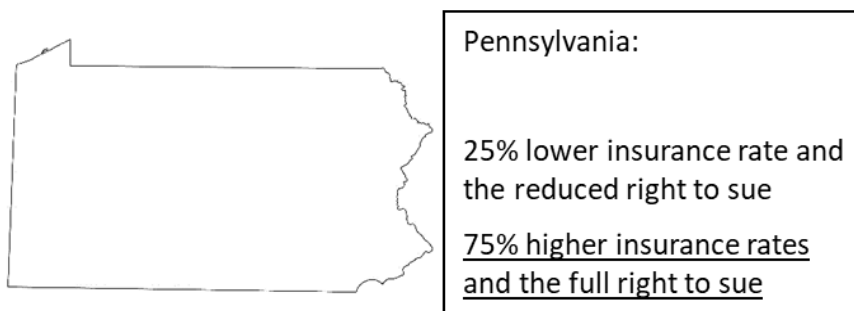 Pennsylvania:
25% lower insurance rate and
the reduced right to sue
75% higher insurance rates
and the full right to sue